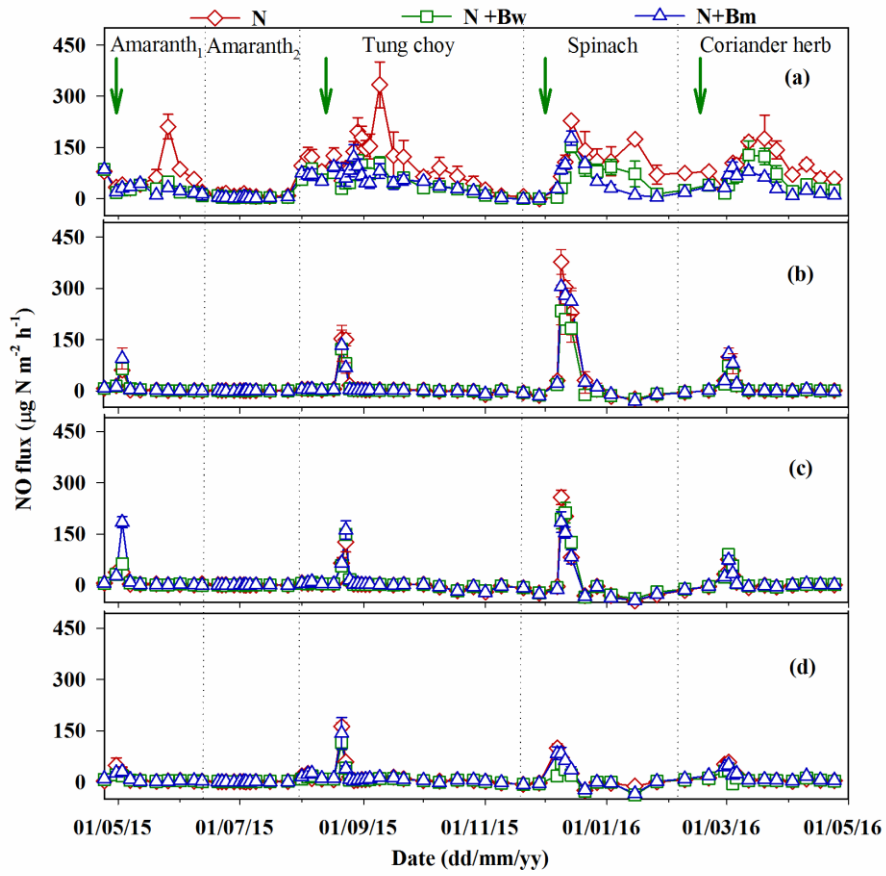 N N +Bw N+Bm
Amaranth₁ Amaranth₂ Tung choy Spinach Coriander herb
(a)
450
300
150
0
(b)
450
300
150
0
(c)
450
300
150
0
(d)
450
300
150
0
NO flux (µg N m⁻² h⁻¹)
01/05/15 01/07/15 01/09/15 01/11/15 01/01/16 01/03/16 01/05/16
Date (dd/mm/yy)